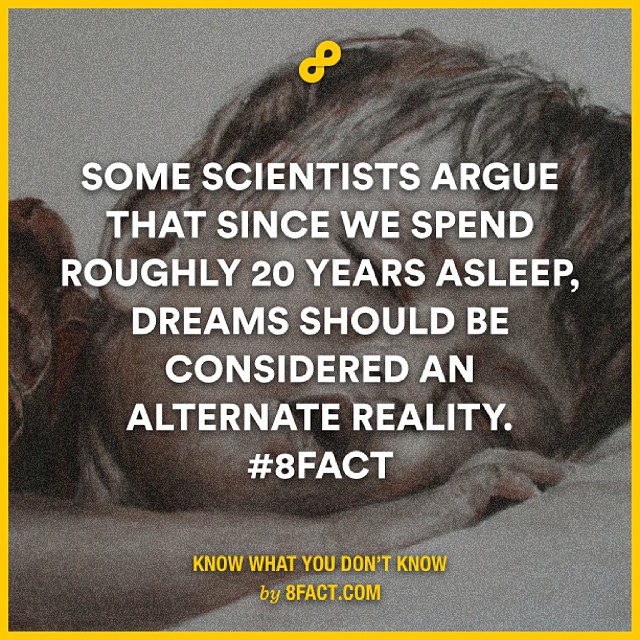 SOME SCIENTISTS ARGUE
THAT SINCE WE SPEND
ROUGHLY 20 YEARS ASLEEP,
DREAMS SHOULD BE
CONSIDERED AN
ALTERNATE REALITY.
#8FACT
KNOW WHAT YOU DON'T KNOW
by 8FACT.COM